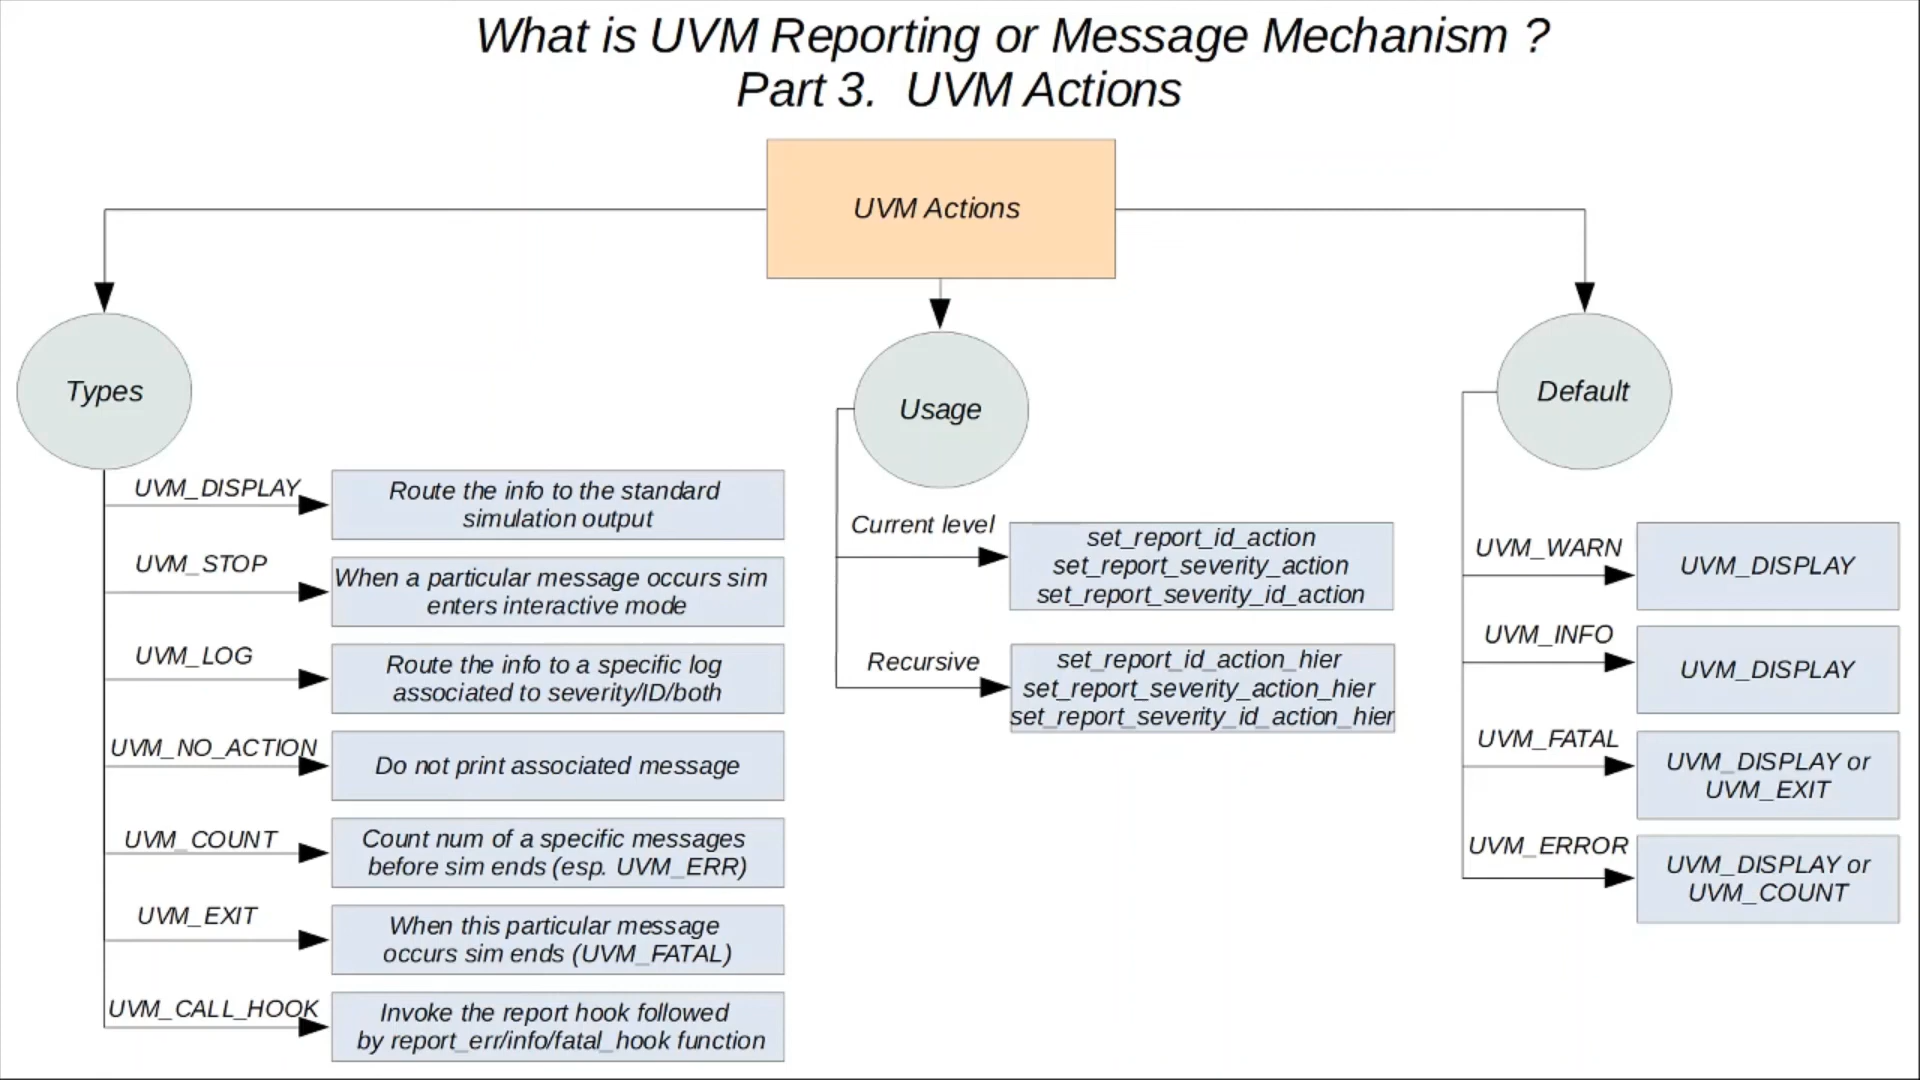 What is UVM Reporting or Message Mechanism ?
Part 3.  UVM Actions
UVM Actions
Types
UVM_DISPLAY
Route the info to the standard
simulation output
UVM_STOP
When a particular message occurs sim
enters interactive mode
UVM_LOG
Route the info to a specific log
associated to severity/ID/both
UVM_NO_ACTION
Do not print associated message
UVM_COUNT
Count num of a specific messages
before sim ends (esp. UVM_ERR)
UVM_EXIT
When this particular message
occurs sim ends (UVM_FATAL)
UVM_CALL_HOOK
Invoke the report hook followed
by report_err/info/fatal_hook function
Usage
Current level
set_report_id_action
set_report_severity_action
set_report_severity_id_action
Recursive
set_report_id_action_hier
set_report_severity_action_hier
set_report_severity_id_action_hier
Default
UVM_WARN
UVM_DISPLAY
UVM_INFO
UVM_DISPLAY
UVM_FATAL
UVM_DISPLAY or
UVM_EXIT
UVM_ERROR
UVM_DISPLAY or
UVM_COUNT